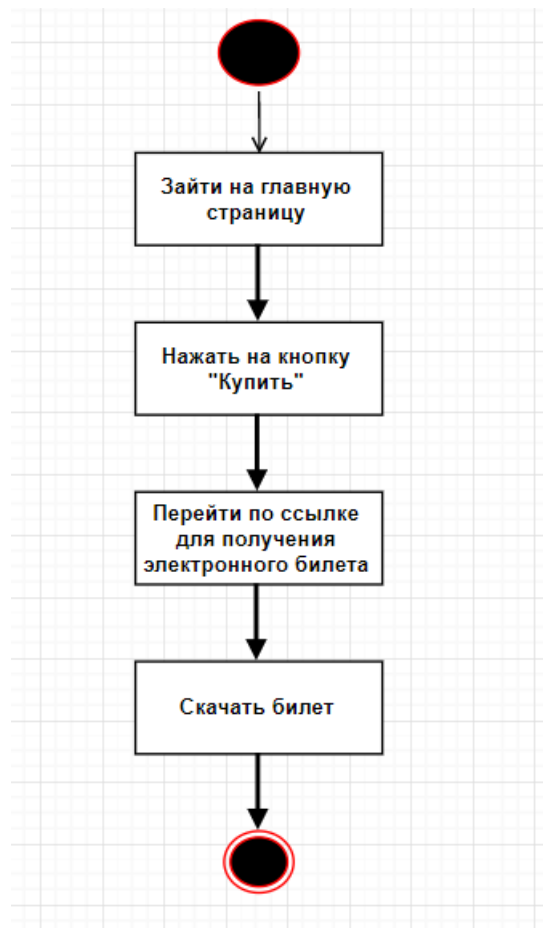 Зайти на главную
страницу
Нажать на кнопку
"Купить"
Перейти по ссылке
для получения
электронного билета
Скачать билет